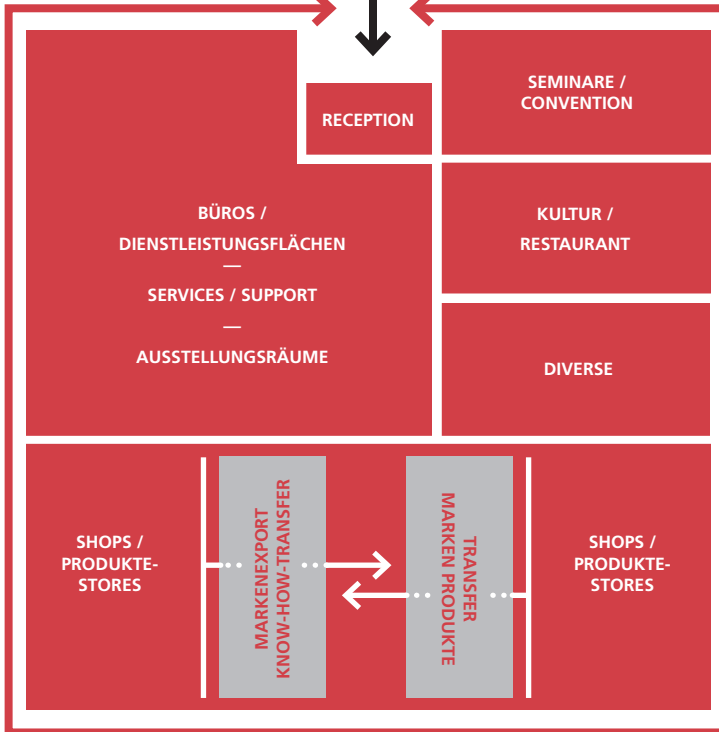 RECEPTION
SEMINARE /
CONVENTION
BÜROS /
DIENSTLEISTUNGSFLÄCHEN
—
SERVICES / SUPPORT
—
AUSSTELLUNGSRÄUME
KULTUR /
RESTAURANT
DIVERSE
SHOPS /
PRODUKTE-
STORES
MARKENEXPORT
KNOW-HOW-TRANSFER
TRANSFER
MARKEN PRODUKTE
SHOPS /
PRODUKTE-
STORES